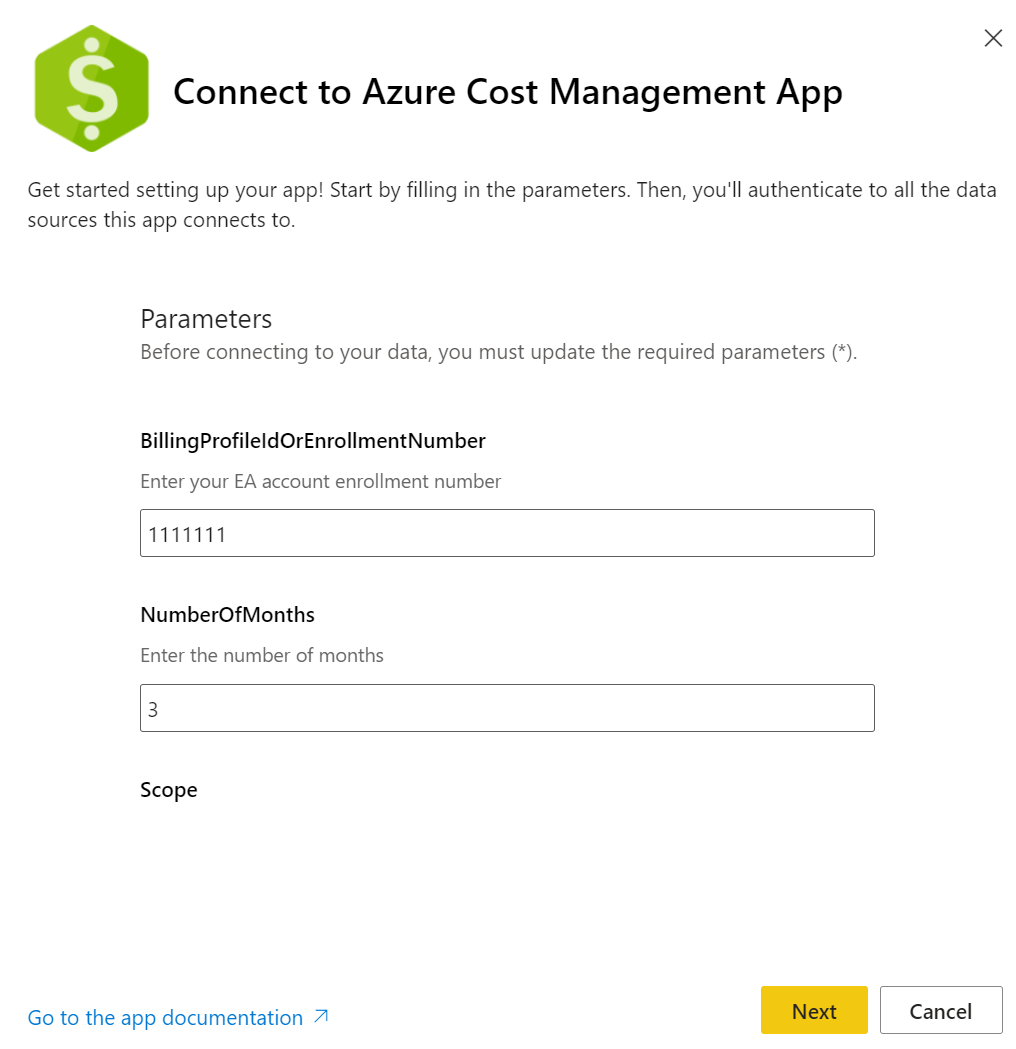 Connect to Azure Cost Management App
Get started setting up your app! Start by filling in the parameters. Then, you'll authenticate to all the data
sources this app connects to.
Parameters
Before connecting to your data, you must update the required parameters (*).
BillingProfileIdOrEnrollmentNumber
Enter your EA account enrollment number
1111111
NumberOfMonths
Enter the number of months
3
Scope
Go to the app documentation
Next
Cancel